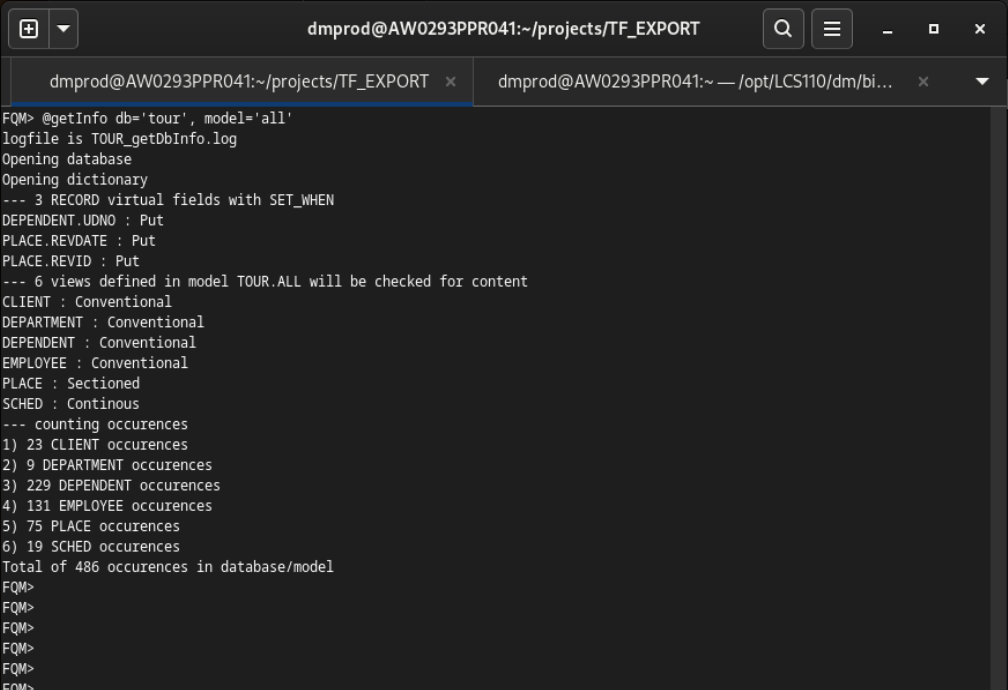 dmprod@AW0293PPR041:~/projects/TF_EXPORT
dmprod@AW0293PPR041:~/projects/TF_EXPORT
dmprod@AW0293PPR041:~ — /opt/LCS110/dm/bi…
FQM> @getInfo db='tour', model='all'
logfile is TOUR_getDbInfo.log
Opening database
Opening dictionary
--- 3 RECORD virtual fields with SET_WHEN
DEPENDENT.UDNO : Put
PLACE.REVDATE : Put
PLACE.REVID : Put
--- 6 views defined in model TOUR.ALL will be checked for content
CLIENT : Conventional
DEPARTMENT : Conventional
DEPENDENT : Conventional
EMPLOYEE : Conventional
PLACE : Sectioned
SCHED : Continous
--- counting occurences
1) 23 CLIENT occurences
2) 9 DEPARTMENT occurences
3) 229 DEPENDENT occurences
4) 131 EMPLOYEE occurences
5) 75 PLACE occurences
6) 19 SCHED occurences
Total of 486 occurences in database/model
FQM>
FQM>
FQM>
FQM>
FQM>
FQM>